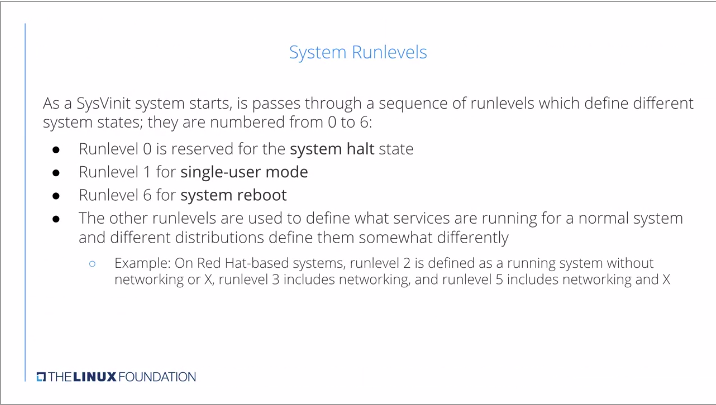 System Runlevels
As a SysVinit system starts, is passes through a sequence of runlevels which define different
system states; they are numbered from 0 to 6:
● Runlevel 0 is reserved for the system halt state
● Runlevel 1 for single-user mode
● Runlevel 6 for system reboot
● The other runlevels are used to define what services are running for a normal system
and different distributions define them somewhat differently
○ Example: On Red Hat-based systems, runlevel 2 is defined as a running system without
networking or X, runlevel 3 includes networking, and runlevel 5 includes networking and X
THE LINUX FOUNDATION